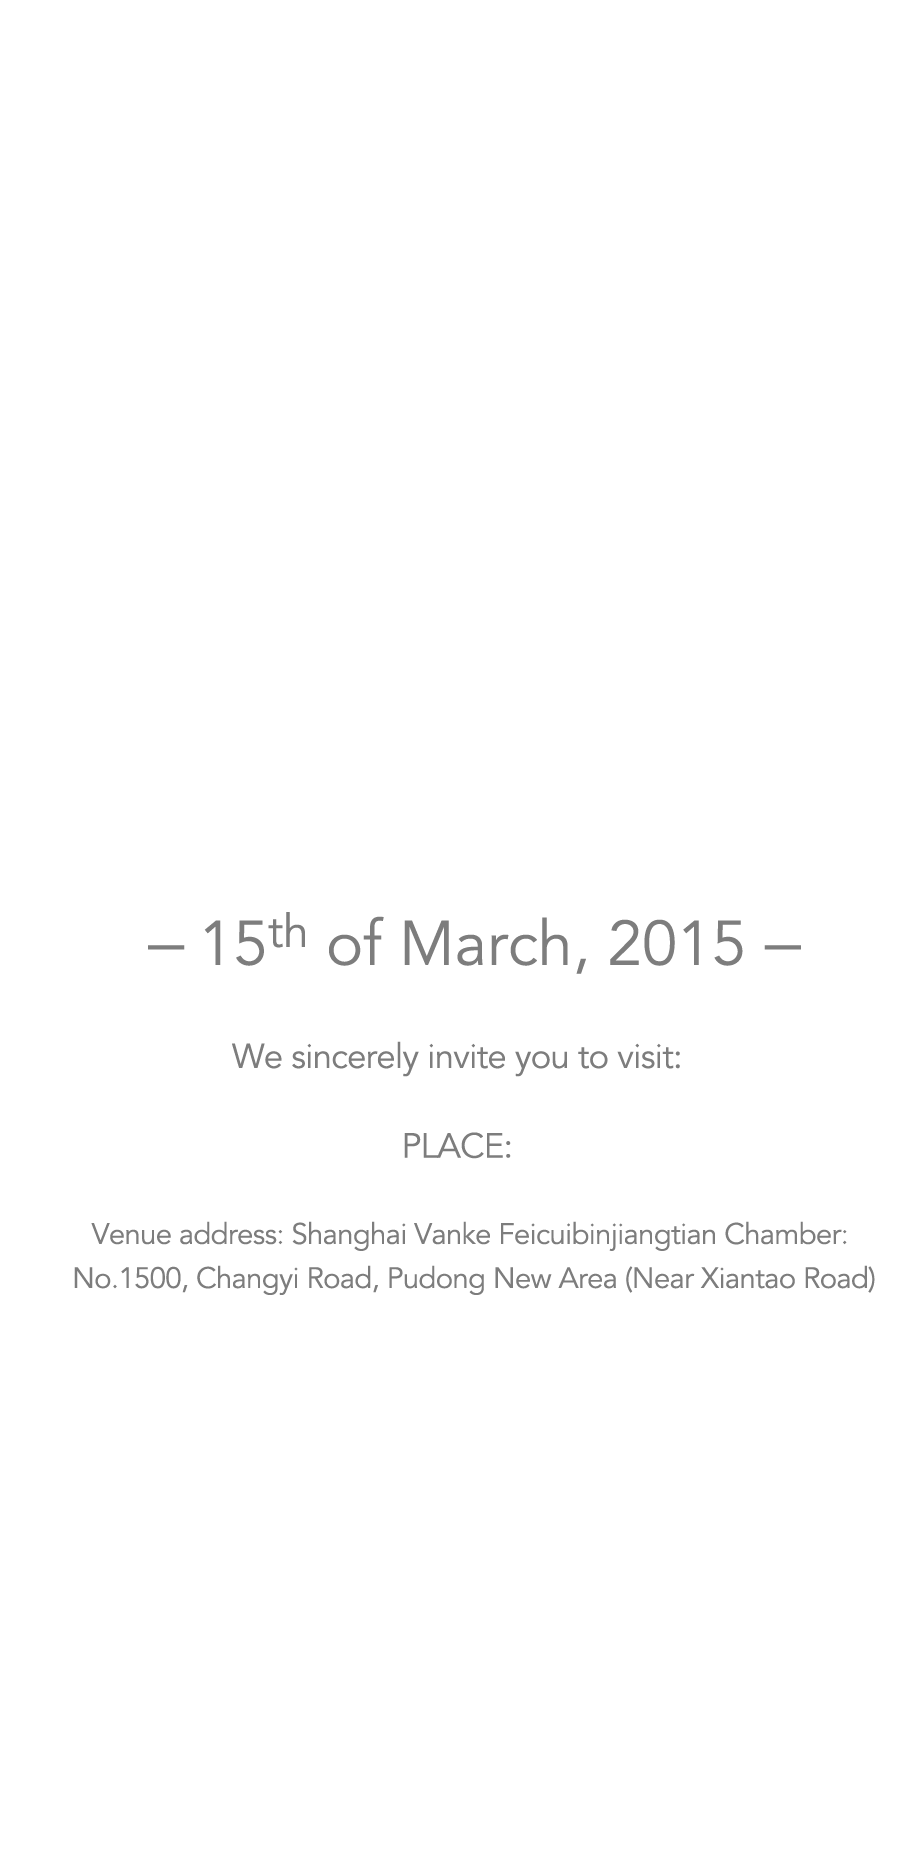 – 15th of March, 2015 –
We sincerely invite you to visit:
PLACE:
Venue address: Shanghai Vanke Feicuibinjiangtian Chamber:
No.1500, Changyi Road, Pudong New Area (Near Xiantao Road)